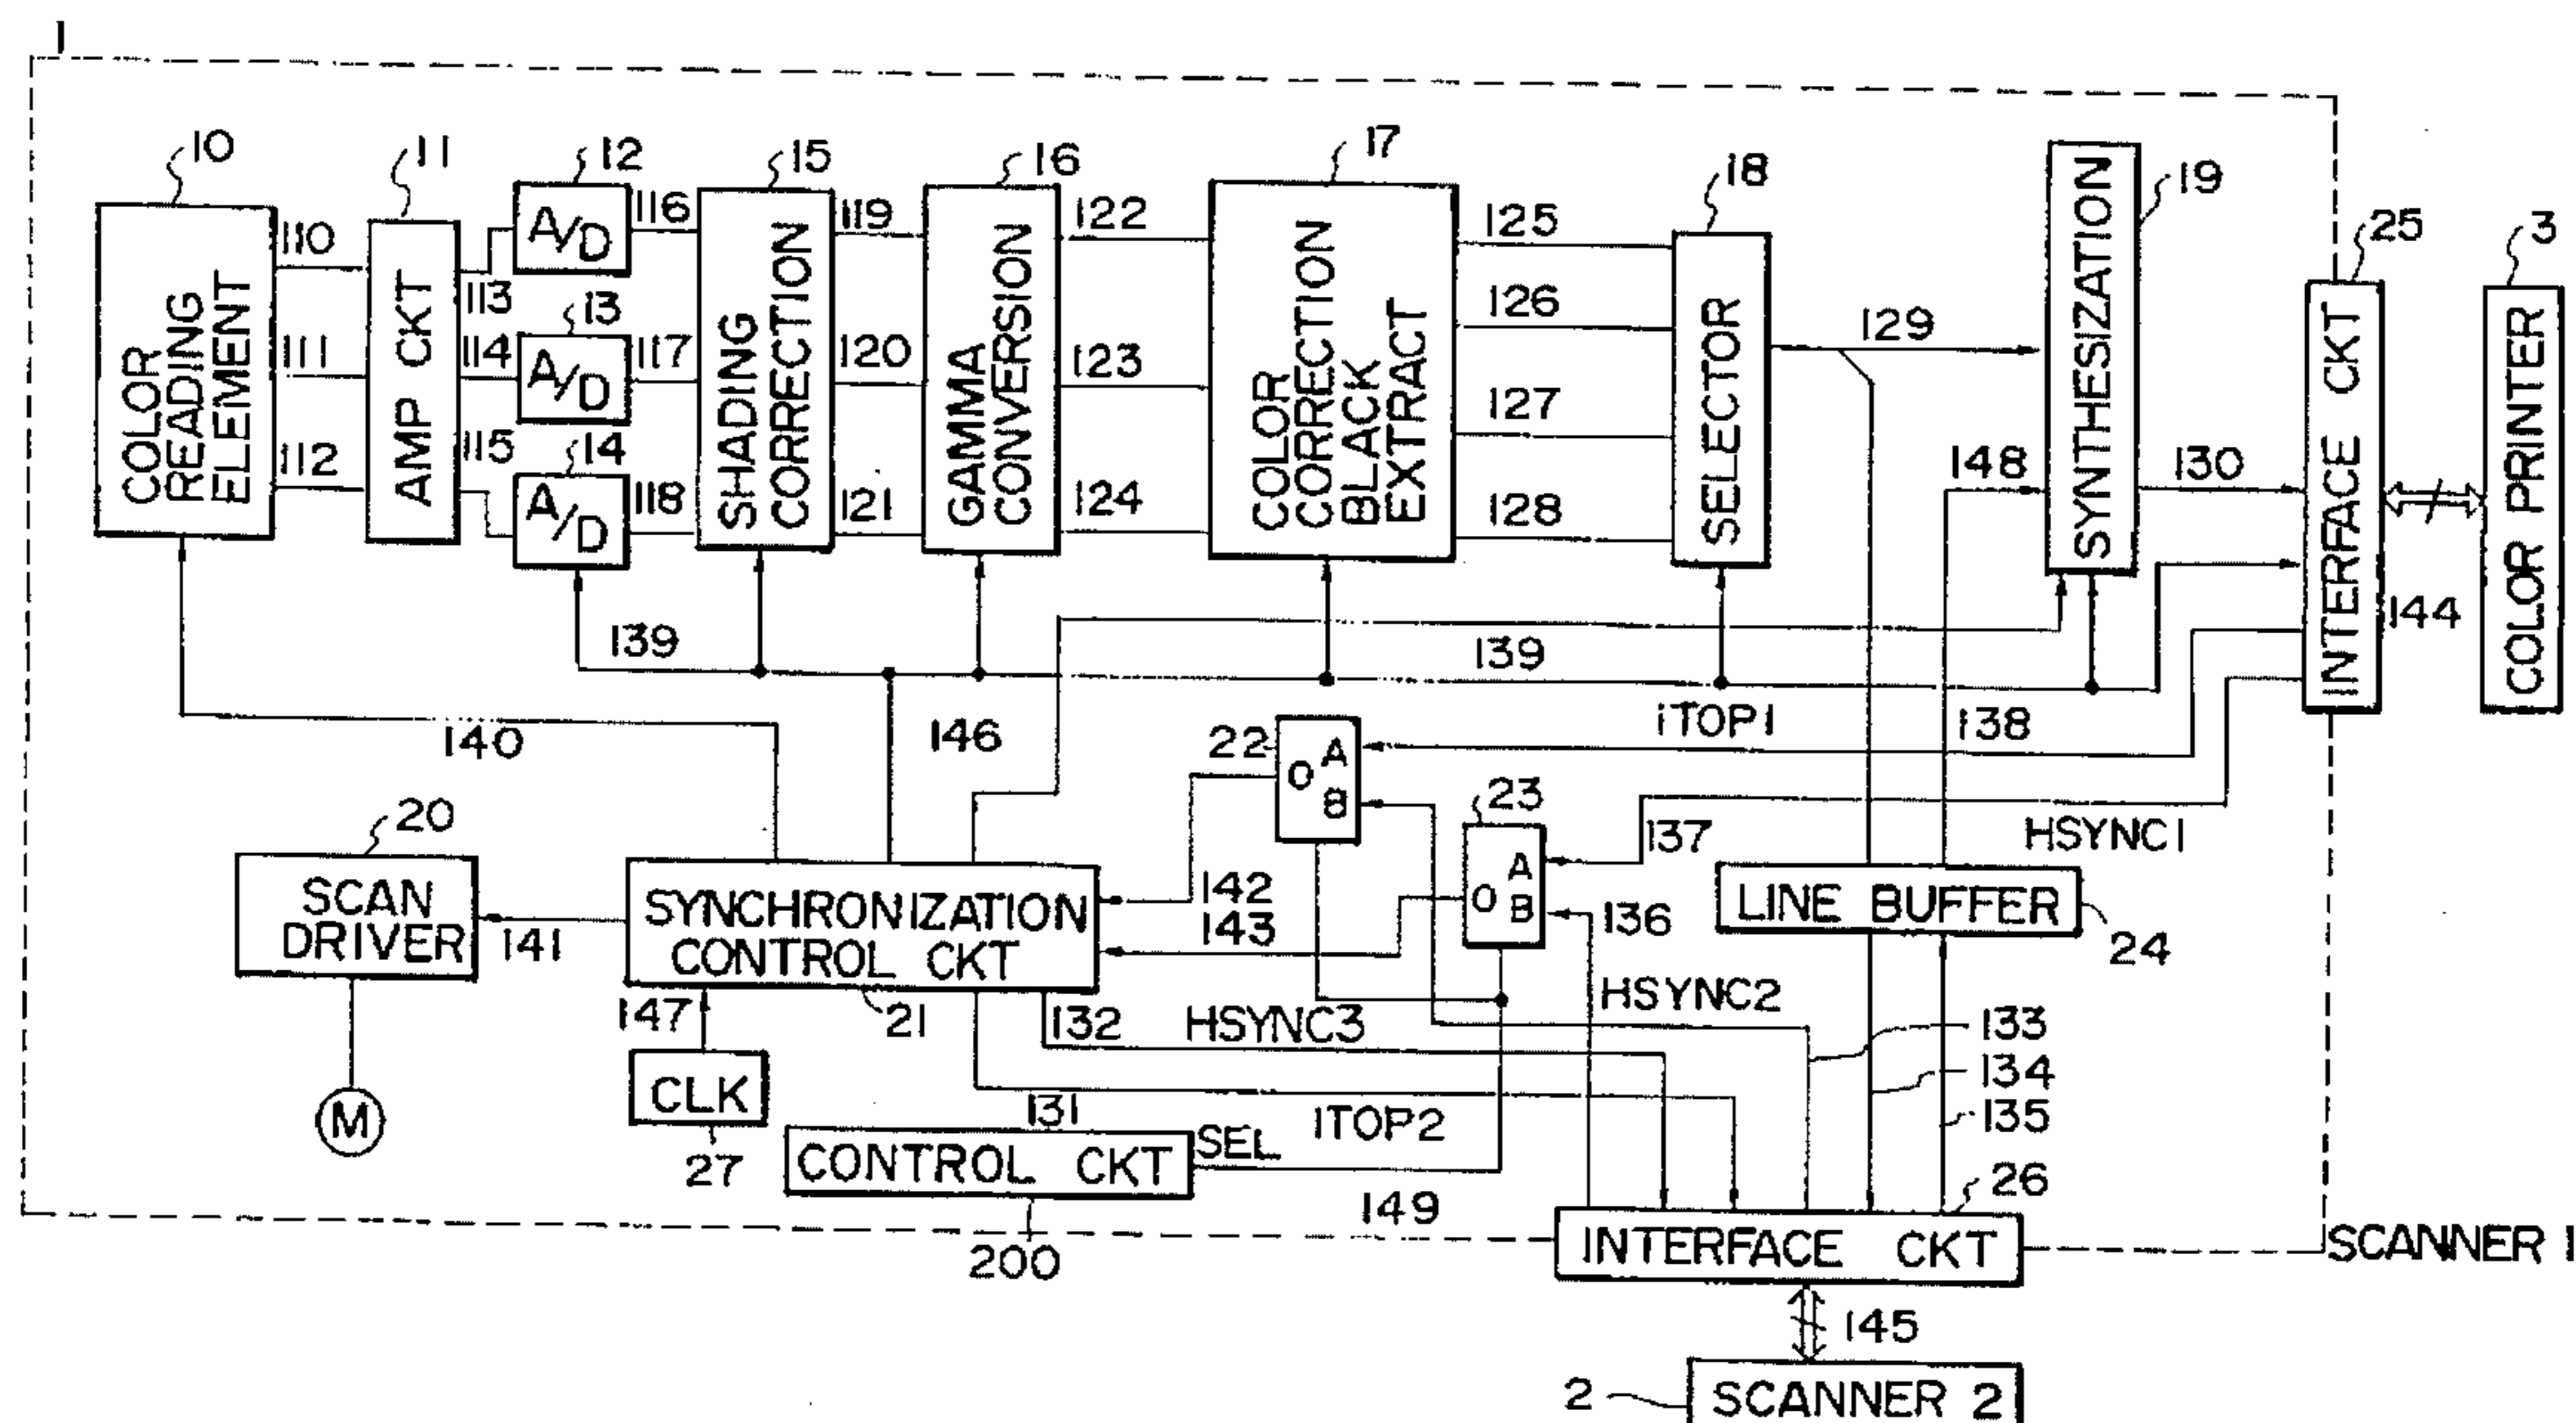 1
10
COLOR
READING
ELEMENT
110
111
112
11
AMP CKT
113
114
115
12
A/D
13
A/D
14
A/D
116
117
118
15
SHADING
CORRECTION
119
120
121
16
GAMMA
CONVERSION
122
123
124
17
COLOR
CORRECTION
BLACK
EXTRACT
125
126
127
128
18
SELECTOR
129
148
19
SYNTHESIZATION
130
25
INTERFACE CKT
144
3
COLOR PRINTER
139
139
140
146
iTOP1
138
22
A
O
B
23
A
O
B
137
HSYNC1
20
SCAN
DRIVER
141
M
SYNCHRONIZATION
CONTROL CKT
21
142
143
136
LINE BUFFER
24
147
CLK
27
132
HSYNC3
HSYNC2
133
134
135
131
ITOP2
CONTROL CKT
SEL
200
149
26
INTERFACE CKT
SCANNER 1
145
2
SCANNER 2